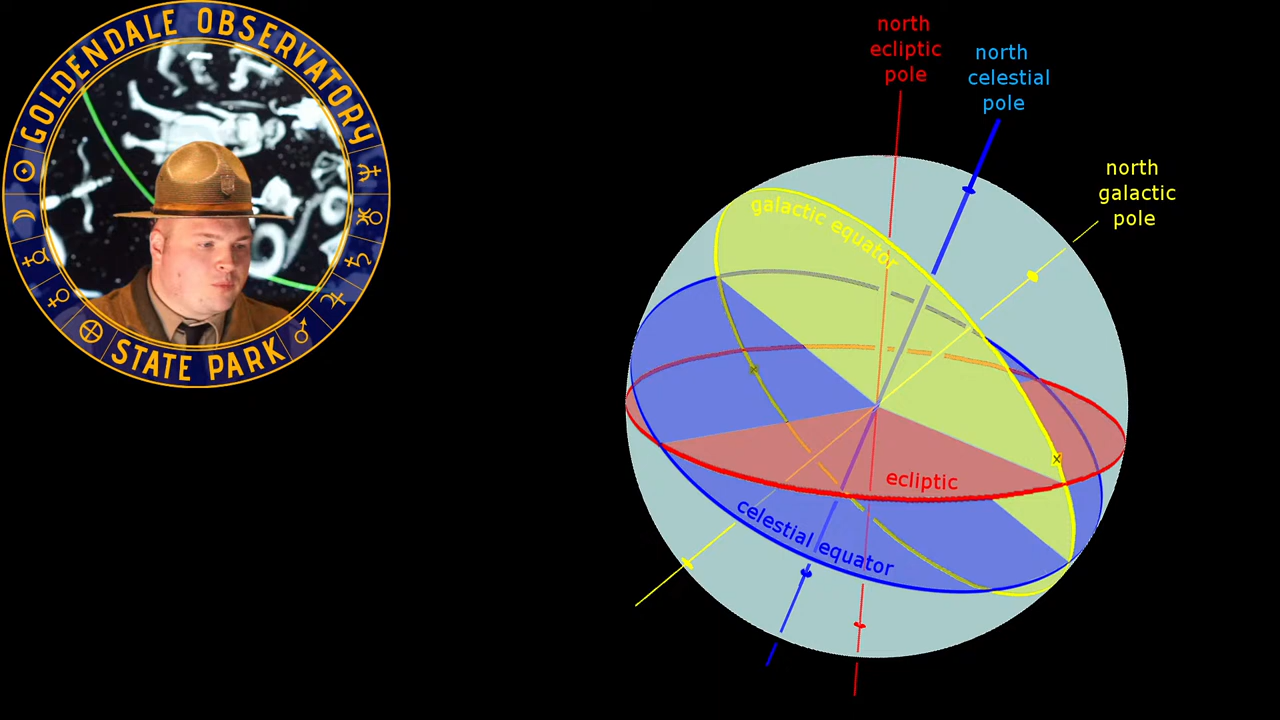 GOLDENDALE OBSERVATORY
STATE PARK
north
ecliptic
pole
north
celestial
pole
north
galactic
pole
galactic equator
ecliptic
celestial equator